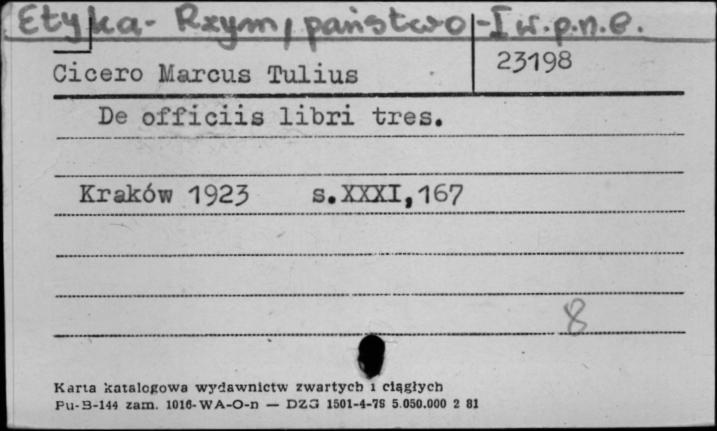 Etyka - Rzym, państwo - I w.p.n.e.
Cicero Marcus Tulius
23198
De officiis libri tres.
Kraków 1923 s.XXXI,167
8
Karta katalogowa wydawnictw zwartych i ciągłych
Pu-B-144 zam. 1016-WA-O-n — DZG 1501-4-78 5.050.000 2 81